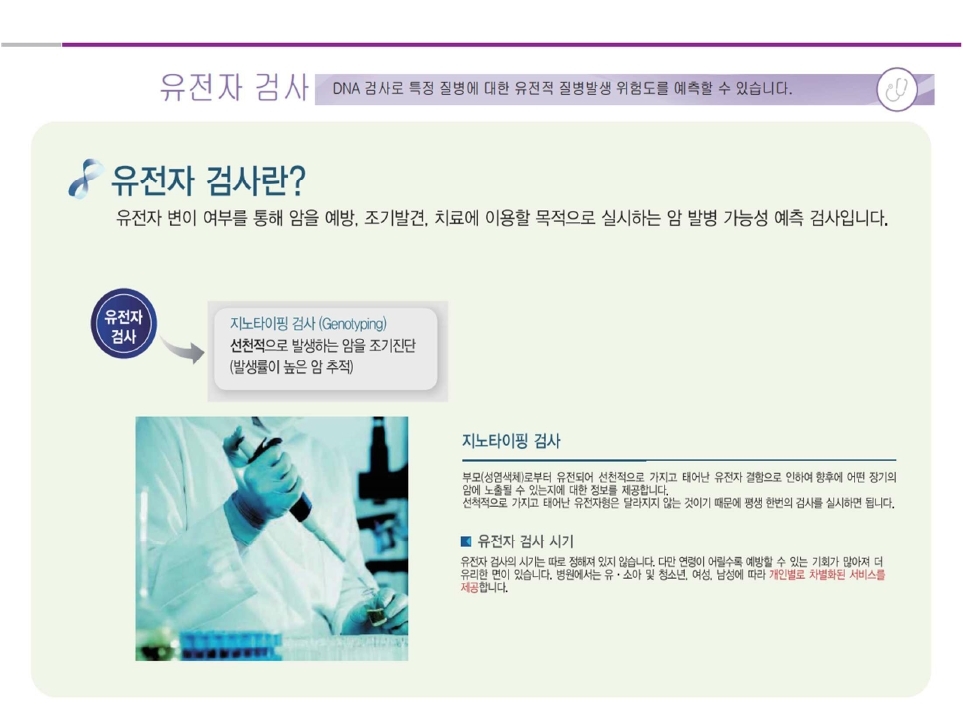 유전자 검사
DNA 검사로 특정 질병에 대한 유전적 질병발생 위험도를 예측할 수 있습니다.
유전자 검사란?
유전자 변이 여부를 통해 암을 예방, 조기발견, 치료에 이용할 목적으로 실시하는 암 발병 가능성 예측 검사입니다.
유전자
검사
지노타이핑 검사 (Genotyping)
선천적으로 발생하는 암을 조기진단
(발생률이 높은 암 추적)
지노타이핑 검사
부모(성염색체)로부터 유전되어 선천적으로 가지고 태어난 유전자 결함으로 인하여 향후에 어떤 장기의
암에 노출될 수 있는지에 대한 정보를 제공합니다.
선척적으로 가지고 태어난 유전자형은 달라지지 않는 것이기 때문에 평생 한번의 검사를 실시하면 됩니다.
유전자 검사 시기
유전자 검사의 시기는 따로 정해져 있지 않습니다. 다만 연령이 어릴수록 예방할 수 있는 기회가 많아져 더
유리한 면이 있습니다. 병원에서는 유・소아 및 청소년, 여성, 남성에 따라 개인별로 차별화된 서비스를
제공합니다.